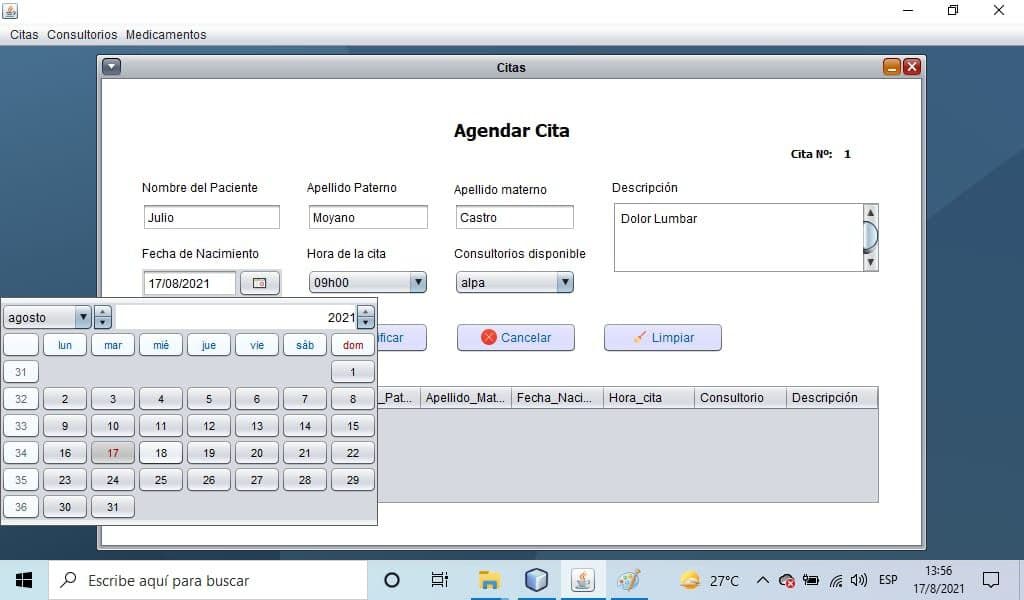 Citas Consultorios Medicamentos
Citas
Agendar Cita
Cita Nº: 1
Nombre del Paciente Apellido Paterno Apellido materno Descripción
Julio Moyano Castro Dolor Lumbar
Fecha de Nacimiento Hora de la cita Consultorios disponible
17/08/2021 09h00 alpa
agosto 2021
ificar Cancelar Limpiar
lun mar mié jue vie sáb dom
31 1
_Pat... Apellido_Mat... Fecha_Naci... Hora_cita Consultorio Descripción
32 2 3 4 5 6 7 8
33 9 10 11 12 13 14 15
34 16 17 18 19 20 21 22
35 23 24 25 26 27 28 29
36 30 31
Escribe aquí para buscar
27°C ESP 13:56
17/8/2021